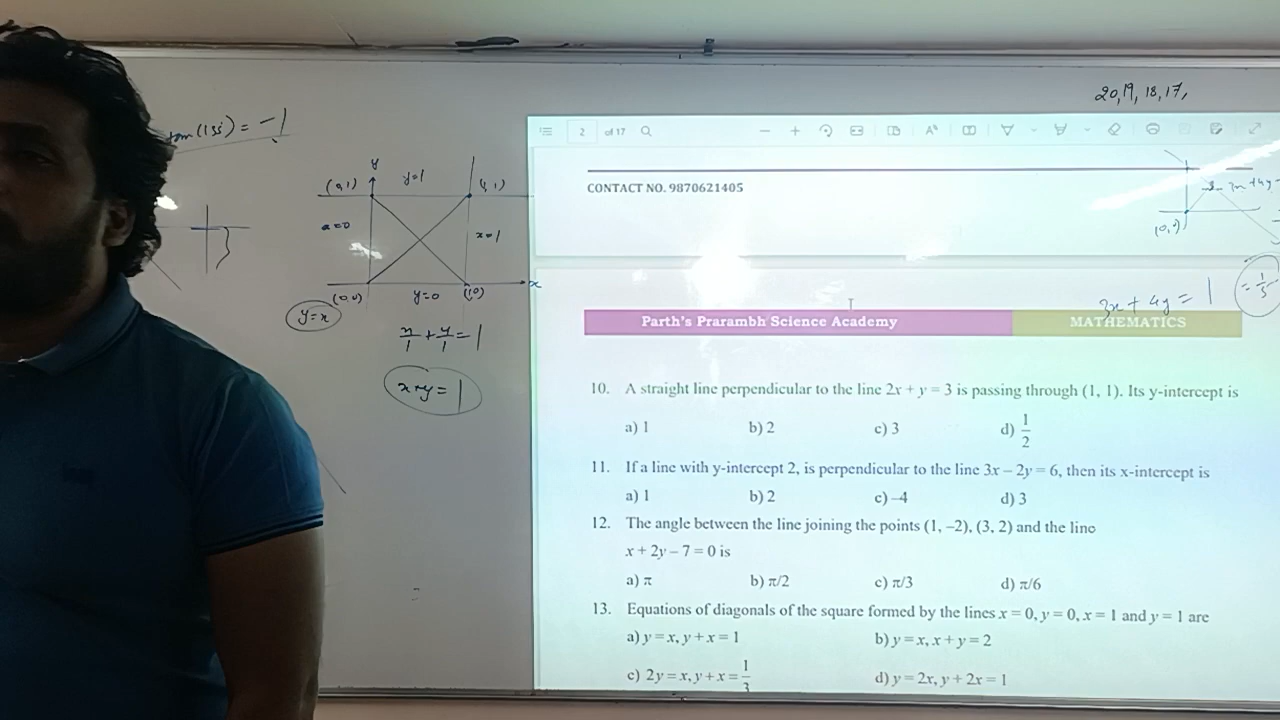 20, 19, 18, 17,
tan(135) = -1
y
(0,1)
y=1
(1,1)
x=0
x=1
(0,0)
y=0
(1,0)
x
y=x
x/1 + y/1 = 1
x+y = 1
2 of 17
CONTACT NO. 9870621405
3x + 4y = 1
Parth's Prarambh Science Academy
MATHEMATICS
10. A straight line perpendicular to the line 2x + y = 3 is passing through (1, 1). Its y-intercept is
a) 1 b) 2 c) 3 d) 1/2
11. If a line with y-intercept 2, is perpendicular to the line 3x – 2y = 6, then its x-intercept is
a) 1 b) 2 c) –4 d) 3
12. The angle between the line joining the points (1, –2), (3, 2) and the line
x + 2y – 7 = 0 is
a) π b) π/2 c) π/3 d) π/6
13. Equations of diagonals of the square formed by the lines x = 0, y = 0, x = 1 and y = 1 are
a) y = x, y + x = 1 b) y = x, x + y = 2
c) 2y = x, y + x = 1/3 d) y = 2x, y + 2x = 1